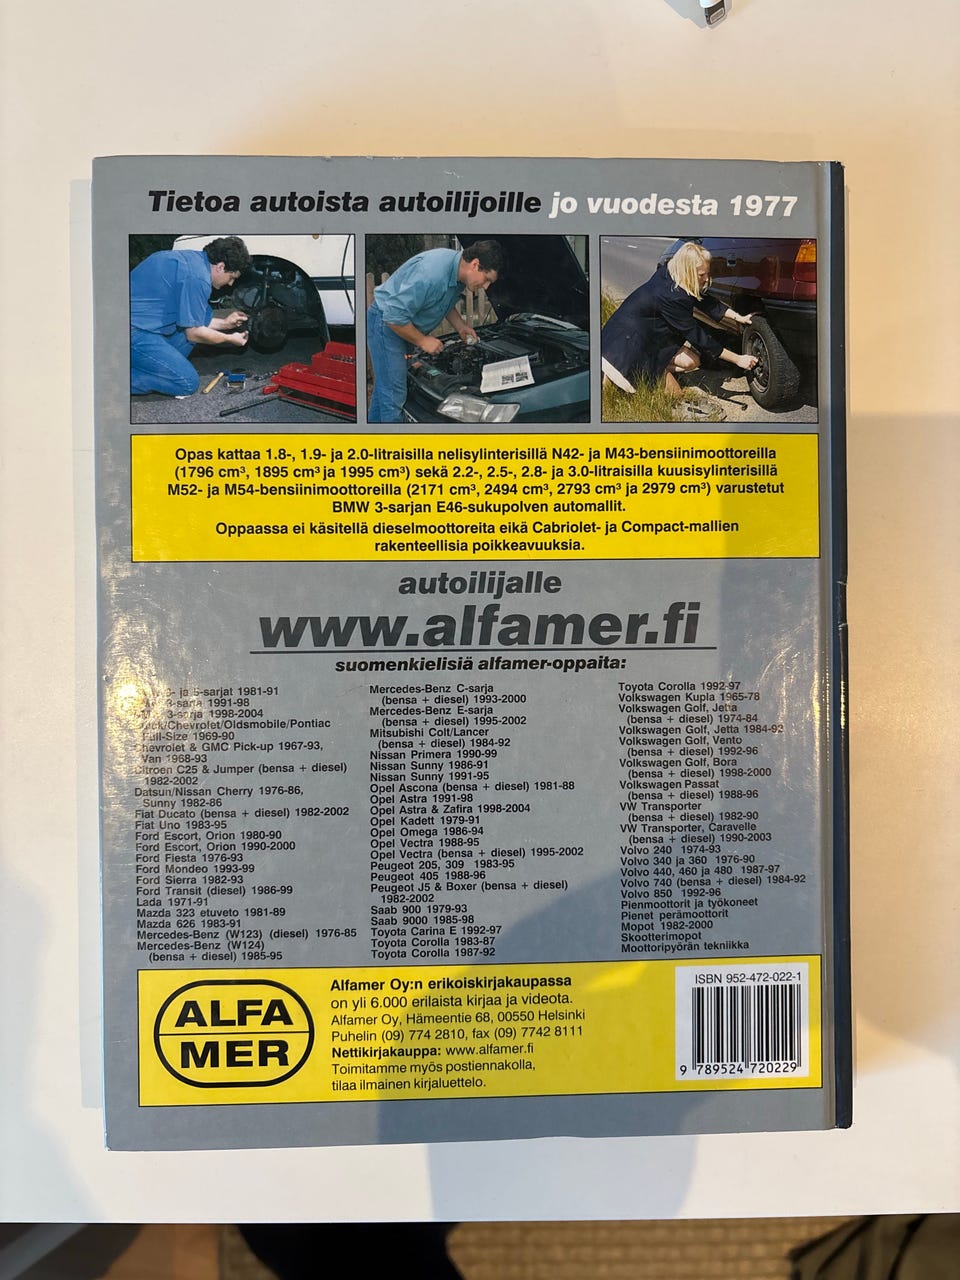 Tietoa autoista autoilijoille jo vuodesta 1977
Opas kattaa 1.8-, 1.9- ja 2.0-litraisilla nelisylinterisillä N42- ja M43-bensiinimoottoreilla
(1796 cm³, 1895 cm³ ja 1995 cm³) sekä 2.2-, 2.5-, 2.8- ja 3.0-litraisilla kuusisylinterisillä
M52- ja M54-bensiinimoottoreilla (2171 cm³, 2494 cm³, 2793 cm³ ja 2979 cm³) varustetut
BMW 3-sarjan E46-sukupolven automallit.
Oppaassa ei käsitellä dieselmoottoreita eikä Cabriolet- ja Compact-mallien
rakenteellisia poikkeavuuksia.
autoilijalle
www.alfamer.fi
suomenkielisiä alfamer-oppaita:
ja 5-sarjat 1981-91
3-sarja 1991-98
3-sarja 1998-2004
/Chevrolet/Oldsmobile/Pontiac
Full-Size 1969-90
Chevrolet & GMC Pick-up 1967-93,
Van 1968-93
Citroen C25 & Jumper (bensa + diesel)
1982-2002
Datsun/Nissan Cherry 1976-86,
Sunny 1982-86
Fiat Ducato (bensa + diesel) 1982-2002
Fiat Uno 1983-95
Ford Escort, Orion 1980-90
Ford Escort, Orion 1990-2000
Ford Fiesta 1976-93
Ford Mondeo 1993-99
Ford Sierra 1982-93
Ford Transit (diesel) 1986-99
Lada 1971-91
Mazda 323 etuveto 1981-89
Mazda 626 1983-91
Mercedes-Benz (W123) (diesel) 1976-85
Mercedes-Benz (W124)
(bensa + diesel) 1985-95
Mercedes-Benz C-sarja
(bensa + diesel) 1993-2000
Mercedes-Benz E-sarja
(bensa + diesel) 1995-2002
Mitsubishi Colt/Lancer
(bensa + diesel) 1984-92
Nissan Primera 1990-99
Nissan Sunny 1986-91
Nissan Sunny 1991-95
Opel Ascona (bensa + diesel) 1981-88
Opel Astra 1991-98
Opel Astra & Zafira 1998-2004
Opel Kadett 1979-91
Opel Omega 1986-94
Opel Vectra 1988-95
Opel Vectra (bensa + diesel) 1995-2002
Peugeot 205, 309 1983-95
Peugeot 405 1988-96
Peugeot J5 & Boxer (bensa + diesel)
1982-2002
Saab 900 1979-93
Saab 9000 1985-98
Toyota Carina E 1992-97
Toyota Corolla 1983-87
Toyota Corolla 1987-92
Toyota Corolla 1992-97
Volkswagen Kupla 1965-78
Volkswagen Golf, Jetta
(bensa + diesel) 1974-84
Volkswagen Golf, Jetta 1984-92
Volkswagen Golf, Vento
(bensa + diesel) 1992-96
Volkswagen Golf, Bora
(bensa + diesel) 1998-2000
Volkswagen Passat
(bensa + diesel) 1988-96
VW Transporter
(bensa + diesel) 1982-90
VW Transporter, Caravelle
(bensa + diesel) 1990-2003
Volvo 240 1974-93
Volvo 340 ja 360 1976-90
Volvo 440, 460 ja 480 1987-97
Volvo 740 (bensa + diesel) 1984-92
Volvo 850 1992-96
Pienmoottorit ja työkoneet
Pienet perämoottorit
Mopot 1982-2000
Skootterimopot
Moottoripyörän tekniikka
ALFA
MER
Alfamer Oy:n erikoiskirjakaupassa
on yli 6.000 erilaista kirjaa ja videota.
Alfamer Oy, Hämeentie 68, 00550 Helsinki
Puhelin (09) 774 2810, fax (09) 7742 8111
Nettikirjakauppa: www.alfamer.fi
Toimitamme myös postiennakolla,
tilaa ilmainen kirjaluettelo.
ISBN 952-472-022-1
9 789524 720229